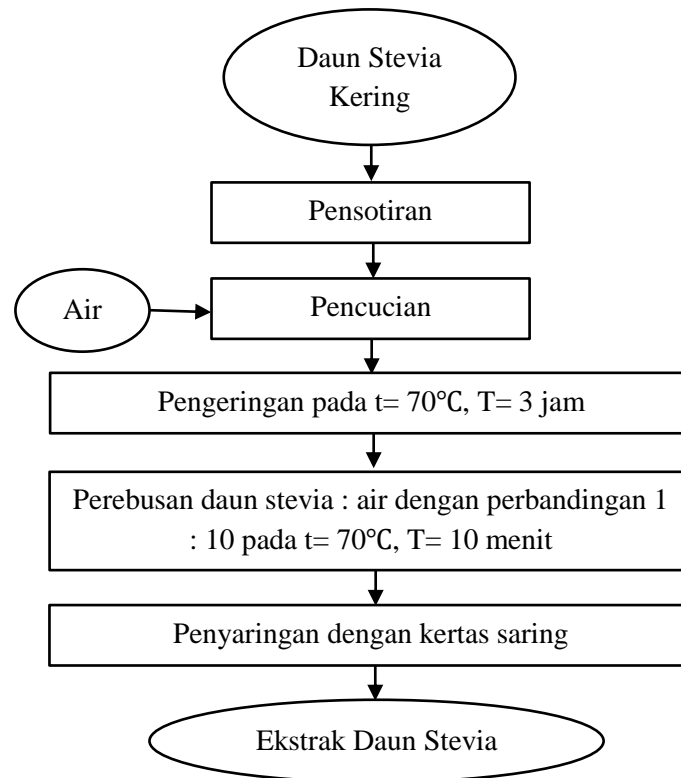 Daun Stevia
Kering
Pensotiran
Air
Pencucian
Pengeringan pada t= 70°C, T= 3 jam
Perebusan daun stevia : air dengan perbandingan 1
: 10 pada t= 70°C, T= 10 menit
Penyaringan dengan kertas saring
Ekstrak Daun Stevia